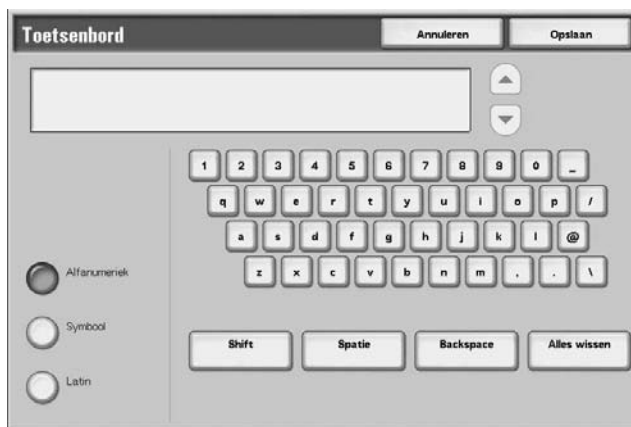 Toetsenbord Annuleren Opslaan
1 2 3 4 5 6 7 8 9 0 _
q w e r t y u i o p /
a s d f g h j k l @
Alfanumeriek z x c v b n m , . \
Symbool Shift Spatie Backspace Alles wissen
Latin